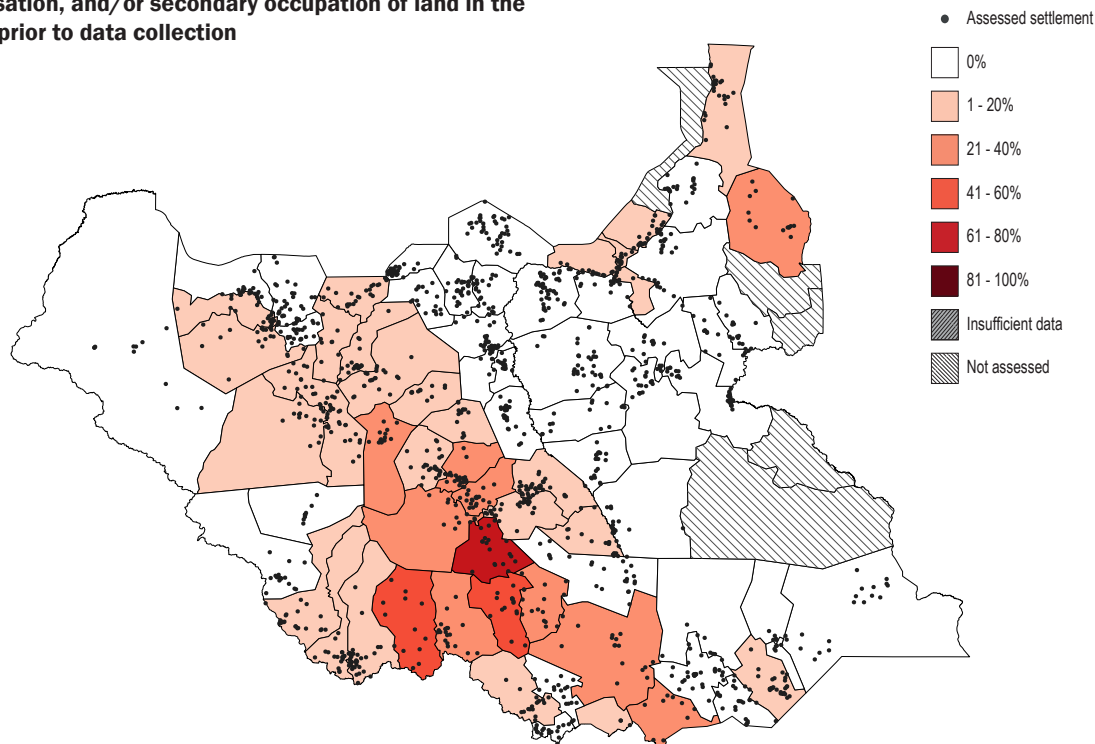 sation, and/or secondary occupation of land in the
prior to data collection
Assessed settlement
0%
1 - 20%
21 - 40%
41 - 60%
61 - 80%
81 - 100%
Insufficient data
Not assessed